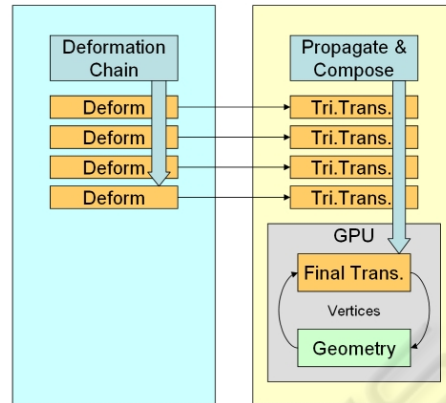 Deformation
Chain
Deform
Deform
Deform
Deform
Propagate &
Compose
Tri.Trans.
Tri.Trans.
Tri.Trans.
Tri.Trans.
GPU
Final Trans.
Vertices
Geometry